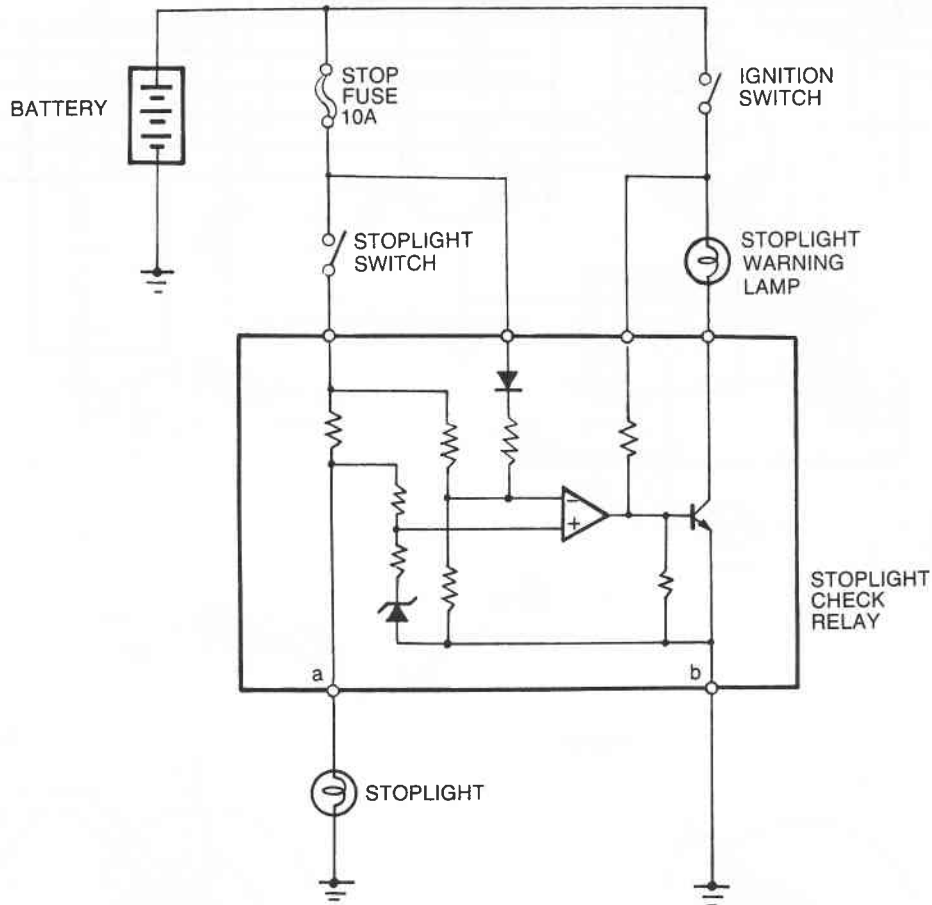 BATTERY
STOP
FUSE
10A
IGNITION
SWITCH
STOPLIGHT
SWITCH
STOPLIGHT
WARNING
LAMP
−
+
STOPLIGHT
CHECK
RELAY
a
b
STOPLIGHT